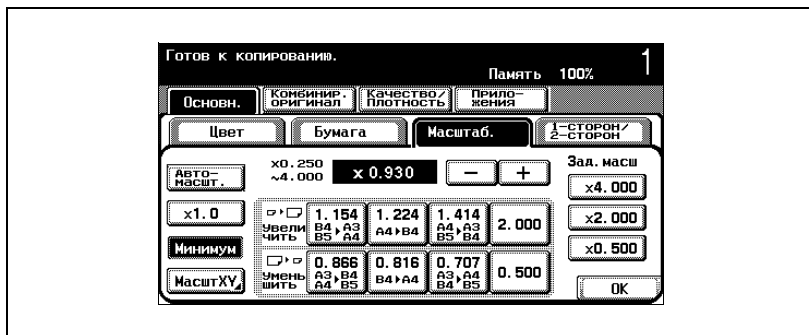 Готов к копированию.
Память 100% 1
Основн. Комбинир. оригинал Качество/ плотность Прило- жения
Цвет Бумага Масштаб. 1-сторон/ 2-сторон
Авто- масшт.
x0.250 ~4.000
x 0.930
− +
Зад. масш
x4.000
x1.0
Увели чить
1.154 B4▸A3 B5▸A4
1.224 A4▸B4
1.414 A4▸A3 B5▸B4
2.000
x2.000
Минимум
x0.500
Умень шить
0.866 A3▸B4 A4▸B5
0.816 B4▸A4
0.707 A3▸A4 B4▸B5
0.500
МасштXY
OK